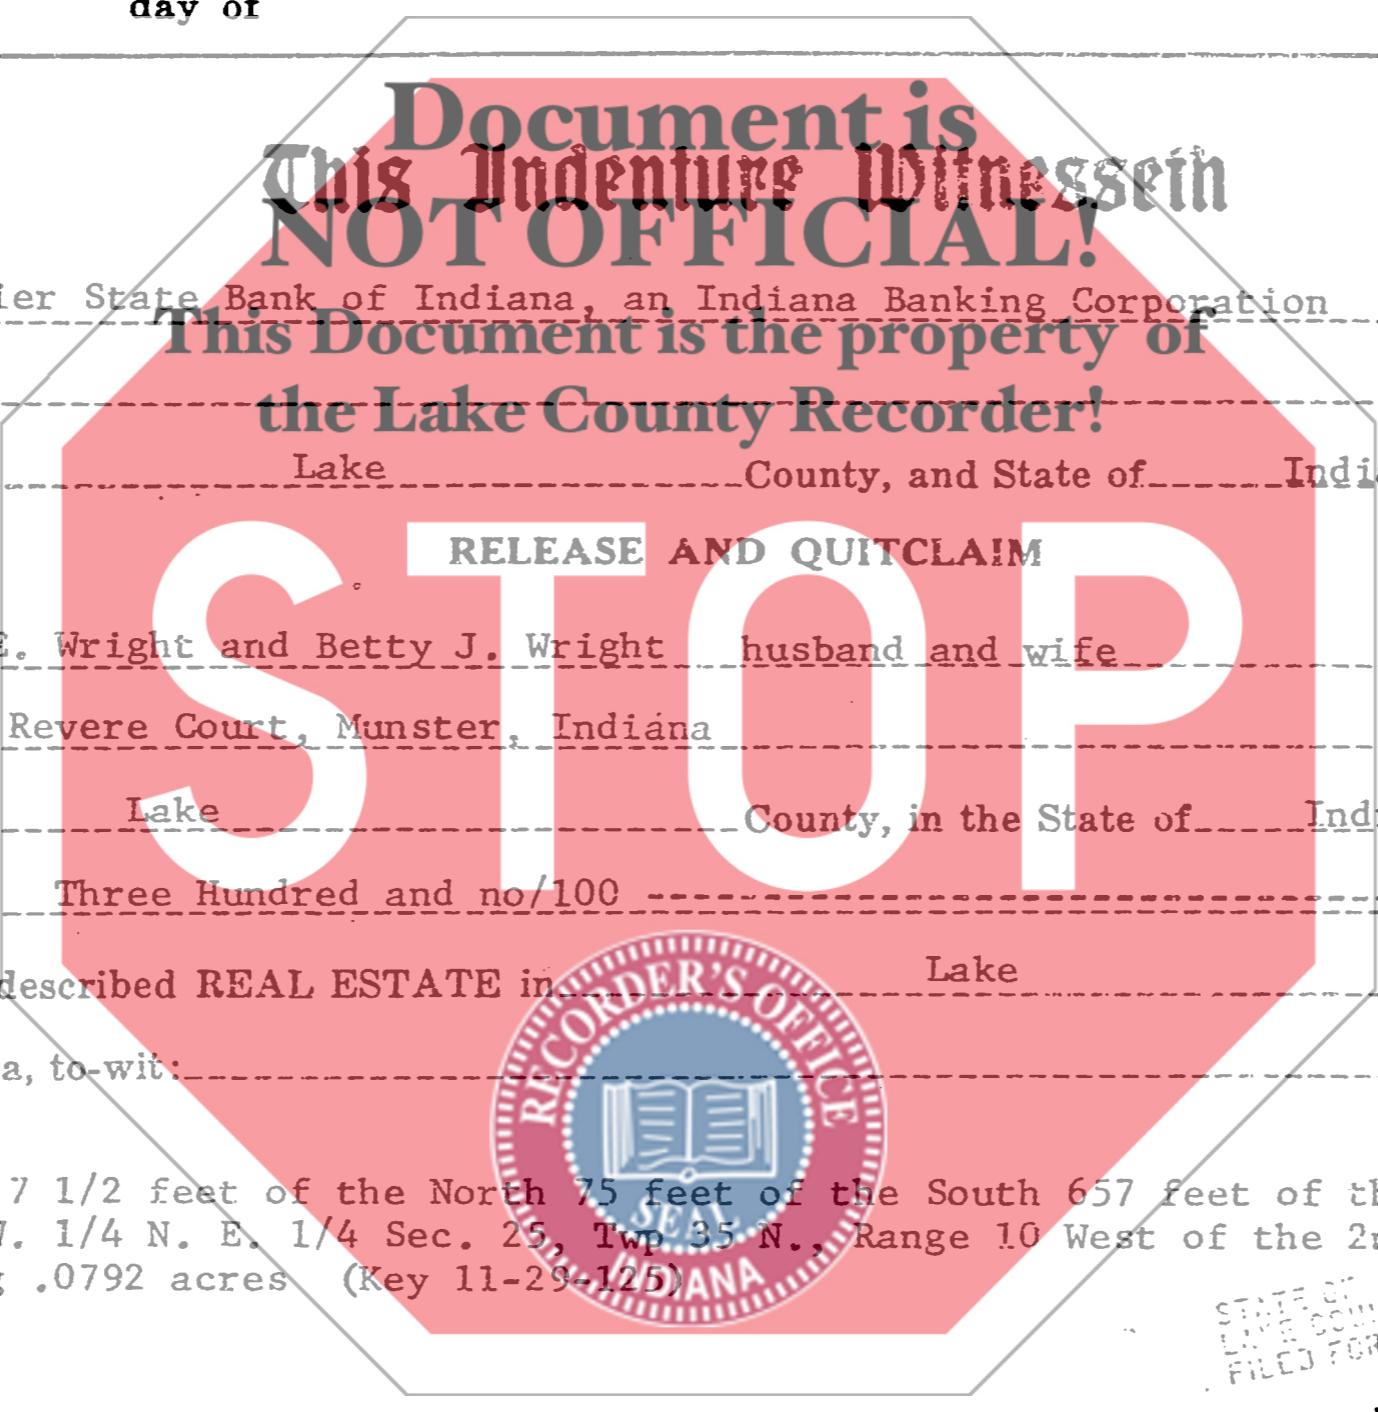 day of
Document is
This Indenture Witnesseth
NOT OFFICIAL!
ier State Bank of Indiana, an Indiana Banking Corporation
This Document is the property of
the Lake County Recorder!
Lake County, and State of Indi
RELEASE AND QUITCLAIM
STOP
E. Wright and Betty J. Wright husband and wife
Revere Court, Munster, Indiana
Lake County, in the State of Ind
Three Hundred and no/100
described REAL ESTATE in Lake
RECORDER'S OFFICE
a, to-wit:
7 1/2 feet of the North 75 feet of the South 657 feet of th
W. 1/4 N. E. 1/4 Sec. 25, Twp 35 N., Range 10 West of the 2n
SEAL
g .0792 acres (Key 11-29-125)
INDIANA
STATE OF
LAKE COUN
FILED FOR